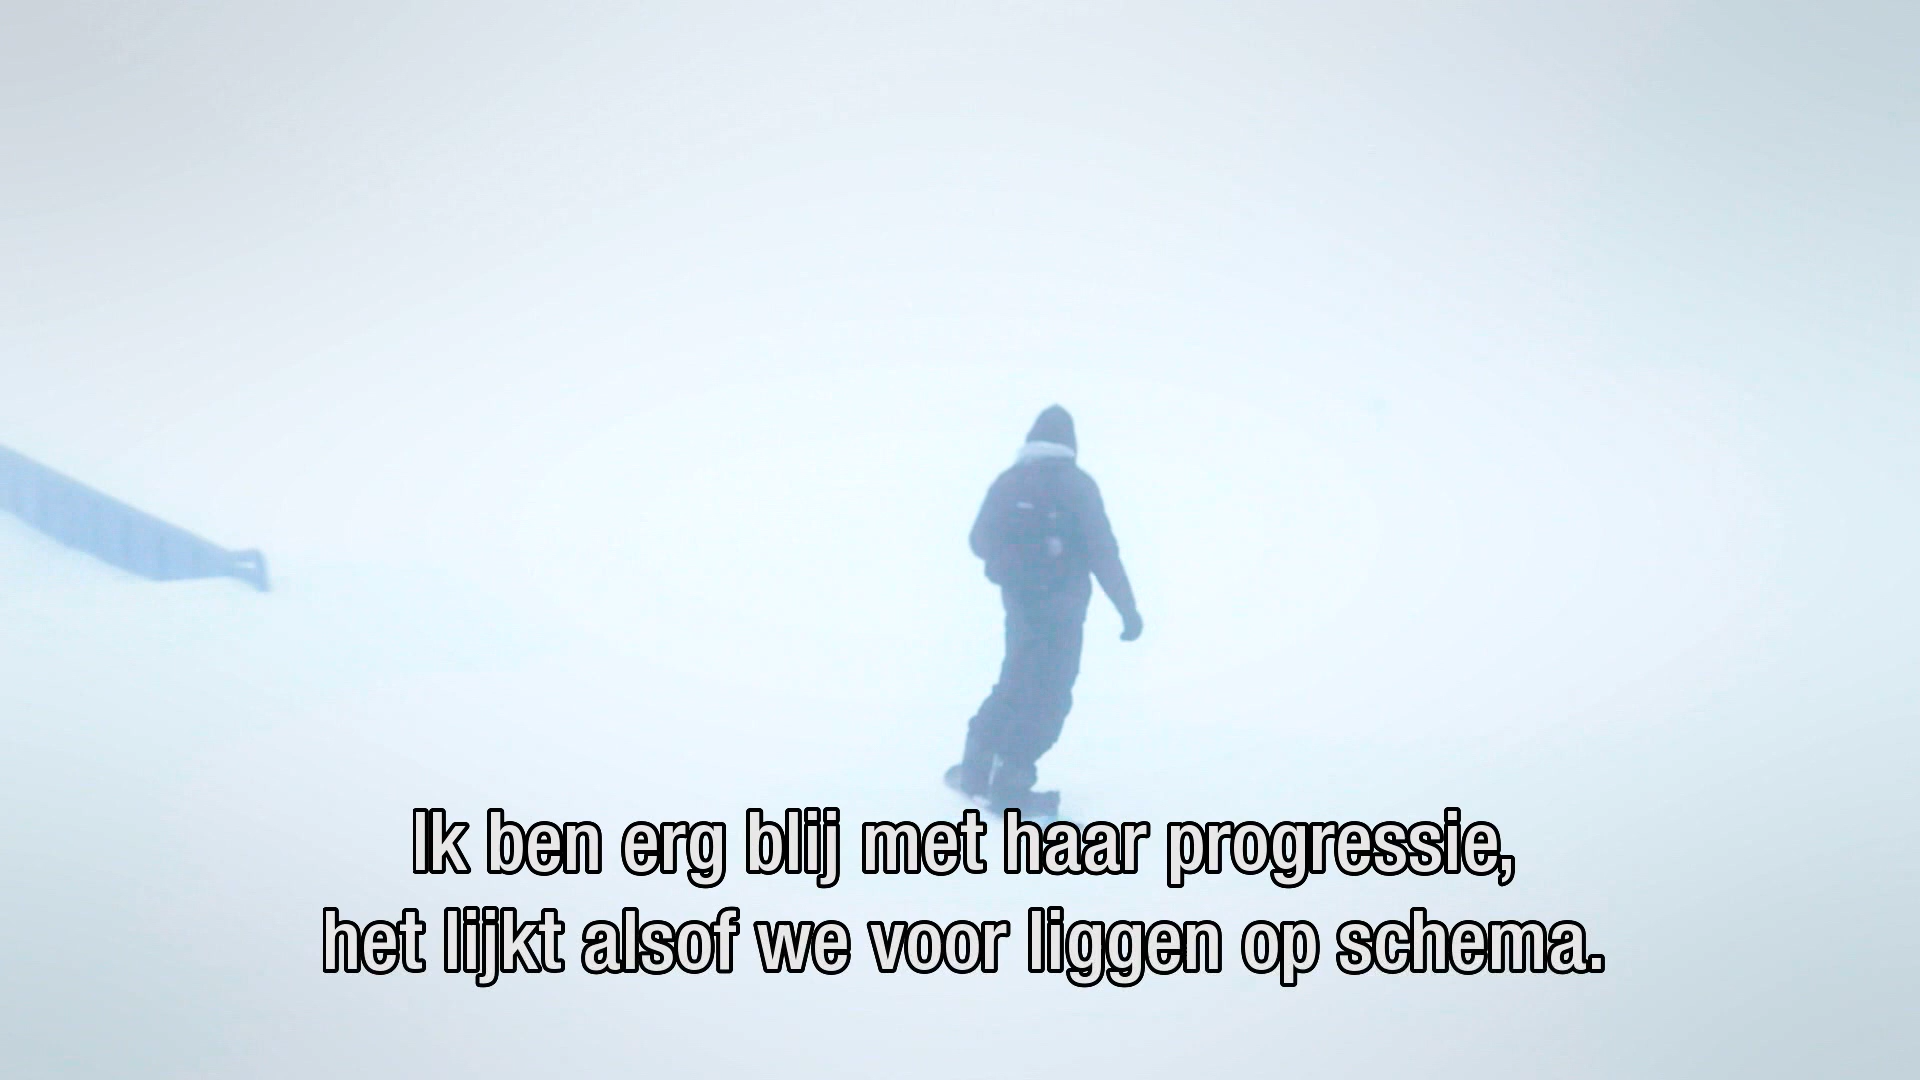 Ik ben erg blij met haar progressie,
het lijkt alsof we voor liggen op schema.